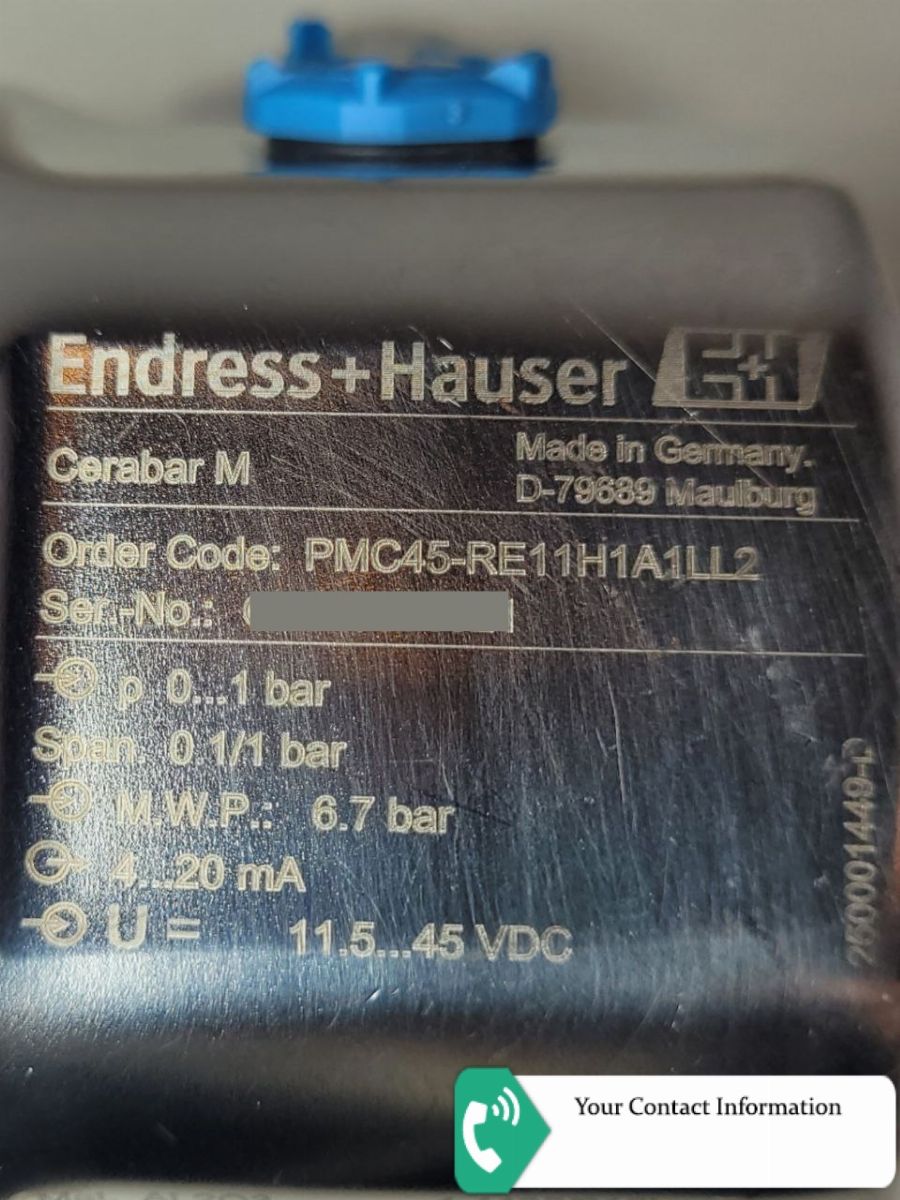 Endress+Hauser
E+H
Cerabar M
Made in Germany.
D-79689 Maulburg
Order Code: PMC45-RE11H1A1LL2
Ser.-No.:
p 0...1 bar
Span: 0.1/1 bar
M.W.P.: 6.7 bar
4...20 mA
U = 11.5...45 VDC
250001449-D
Your Contact Information